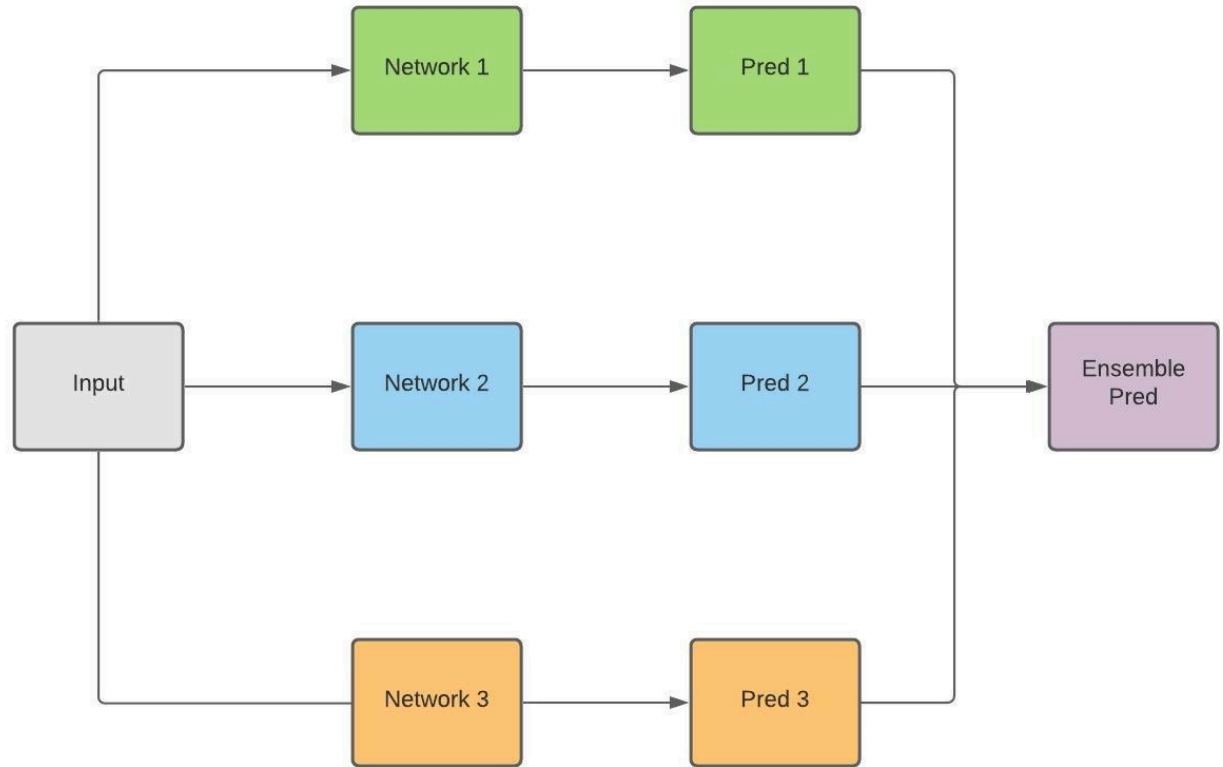 Network 1
Pred 1
Input
Network 2
Pred 2
Ensemble
Pred
Network 3
Pred 3